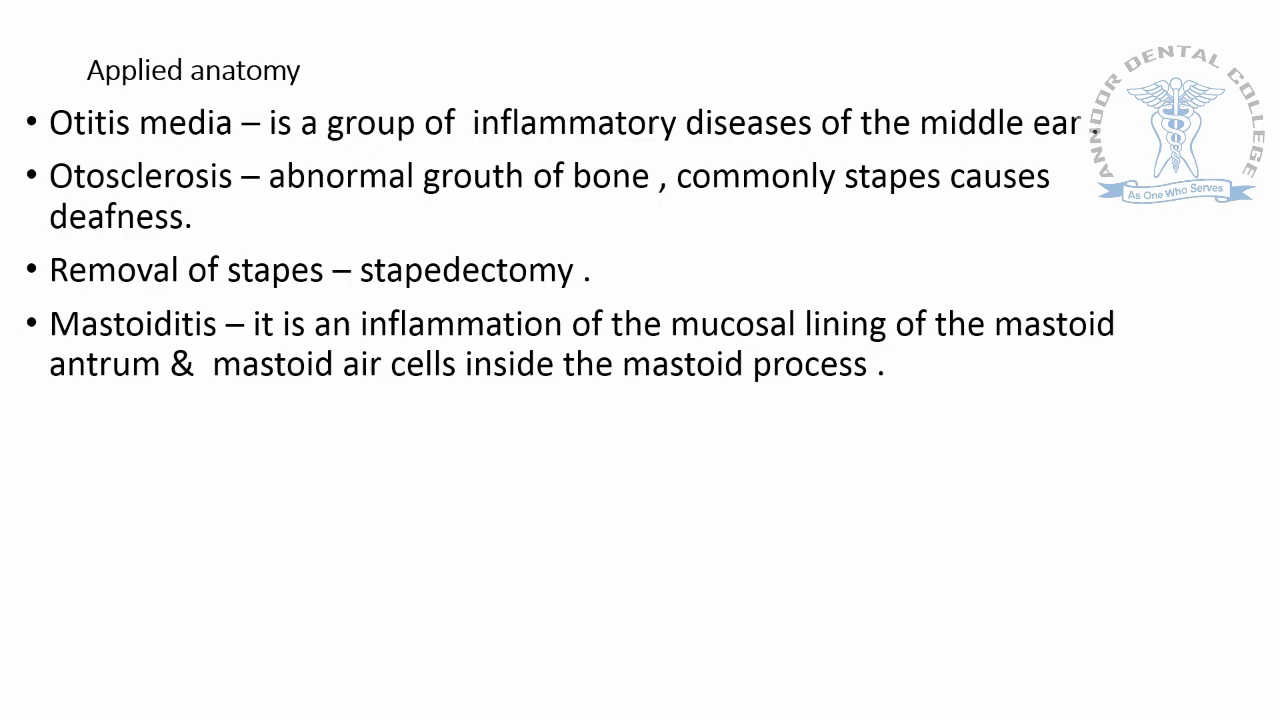 Applied anatomy
• Otitis media – is a group of  inflammatory diseases of the middle ear .
• Otosclerosis – abnormal grouth of bone , commonly stapes causes
deafness.
• Removal of stapes – stapedectomy .
• Mastoiditis – it is an inflammation of the mucosal lining of the mastoid
antrum &  mastoid air cells inside the mastoid process .
ANNOOR DENTAL COLLEGE
As One Who Serves